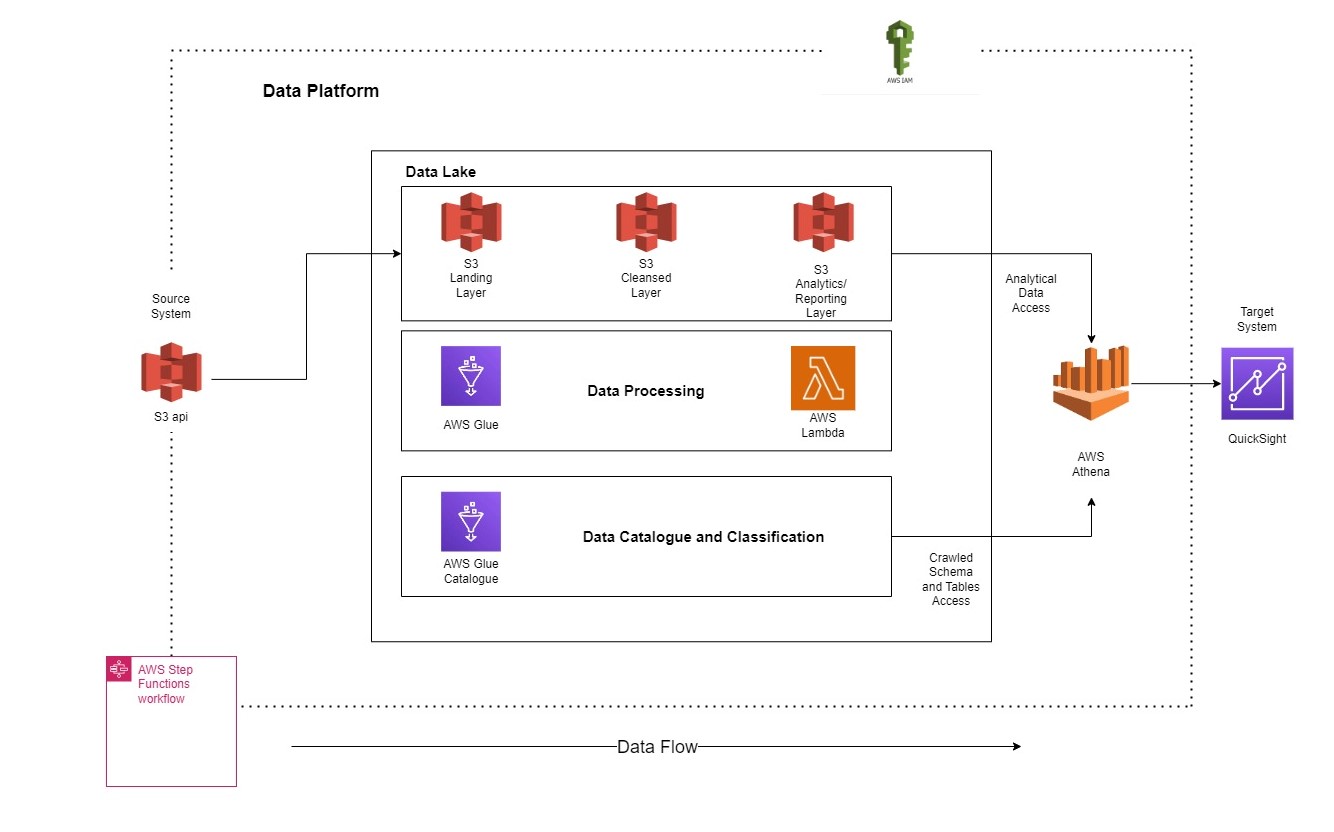 AWS IAM
Data Platform
Data Lake
S3
Landing
Layer
S3
Cleansed
Layer
S3
Analytics/
Reporting
Layer
Analytical
Data
Access
Source
System
S3 api
Target
System
QuickSight
AWS Glue
Data Processing
AWS
Lambda
AWS
Athena
AWS Glue
Catalogue
Data Catalogue and Classification
Crawled
Schema
and Tables
Access
AWS Step
Functions
workflow
Data Flow